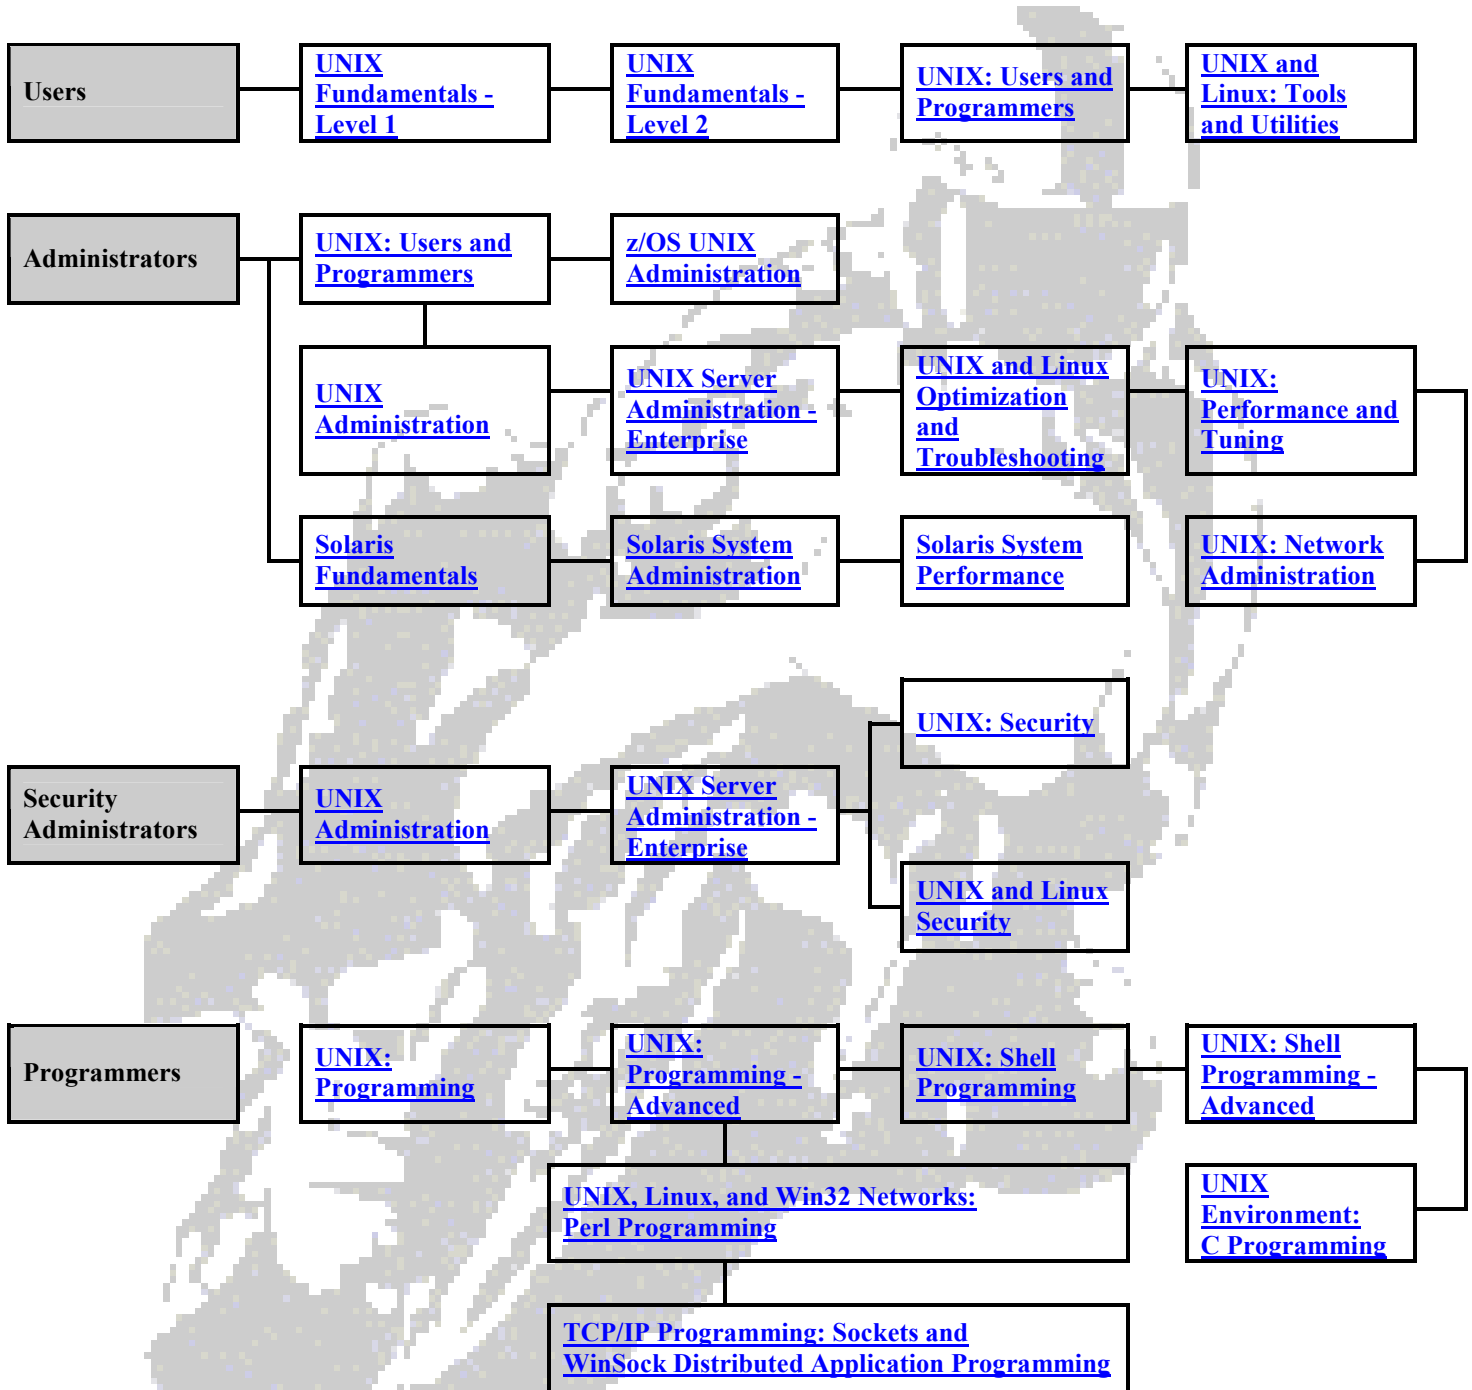 Users
UNIX
Fundamentals -
Level 1
UNIX
Fundamentals -
Level 2
UNIX: Users and
Programmers
UNIX and
Linux: Tools
and Utilities
Administrators
UNIX: Users and
Programmers
z/OS UNIX
Administration
UNIX
Administration
UNIX Server
Administration -
Enterprise
UNIX and Linux
Optimization
and
Troubleshooting
UNIX:
Performance and
Tuning
Solaris
Fundamentals
Solaris System
Administration
Solaris System
Performance
UNIX: Network
Administration
Security
Administrators
UNIX
Administration
UNIX Server
Administration -
Enterprise
UNIX: Security
UNIX and Linux
Security
Programmers
UNIX:
Programming
UNIX:
Programming -
Advanced
UNIX: Shell
Programming
UNIX: Shell
Programming -
Advanced
UNIX, Linux, and Win32 Networks:
Perl Programming
UNIX
Environment:
C Programming
TCP/IP Programming: Sockets and
WinSock Distributed Application Programming